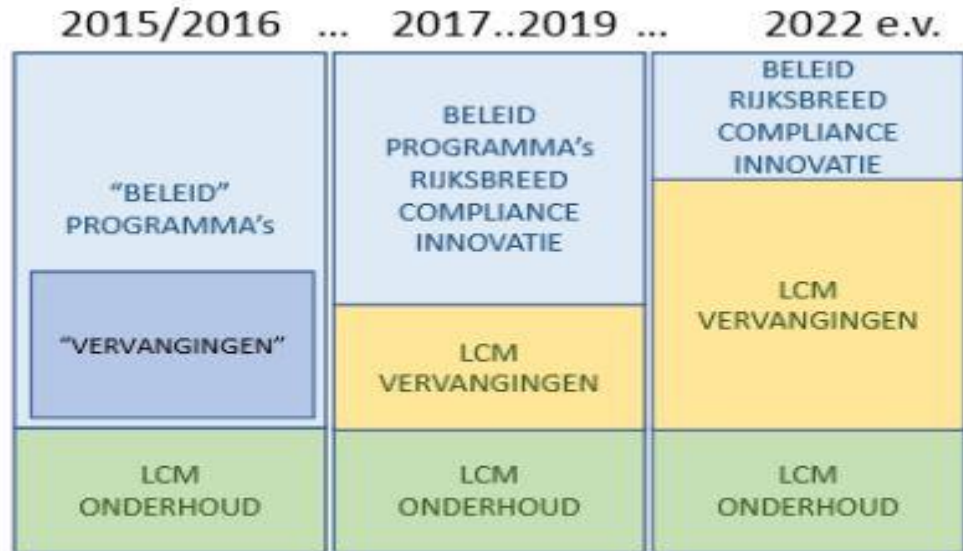 2015/2016 ... 2017..2019 ... 2022 e.v.
"BELEID"
PROGRAMMA's
"VERVANGINGEN"
LCM
ONDERHOUD
BELEID
PROGRAMMA's
RIJKSBREED
COMPLIANCE
INNOVATIE
LCM
VERVANGINGEN
LCM
ONDERHOUD
BELEID
RIJKSBREED
COMPLIANCE
INNOVATIE
LCM
VERVANGINGEN
LCM
ONDERHOUD